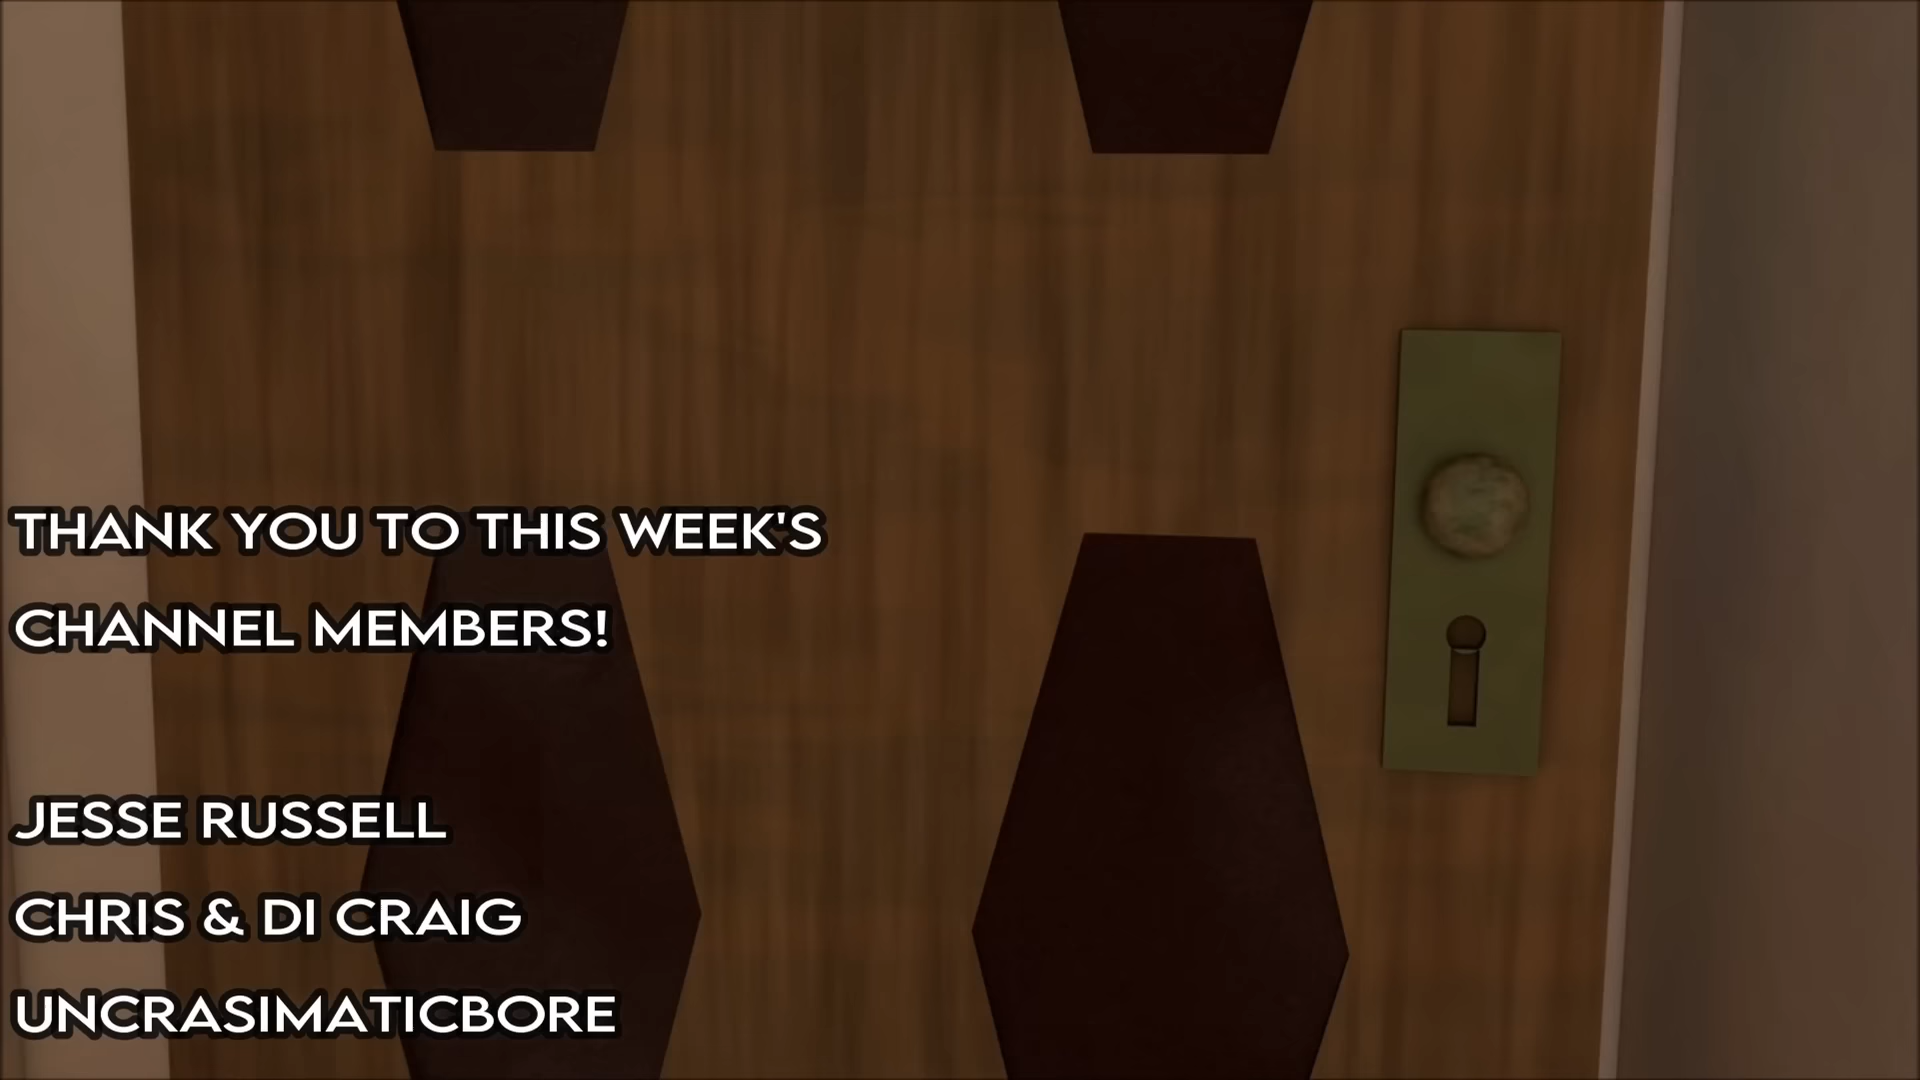 THANK YOU TO THIS WEEK'S
CHANNEL MEMBERS!
JESSE RUSSELL
CHRIS & DI CRAIG
UNCRASIMATICBORE